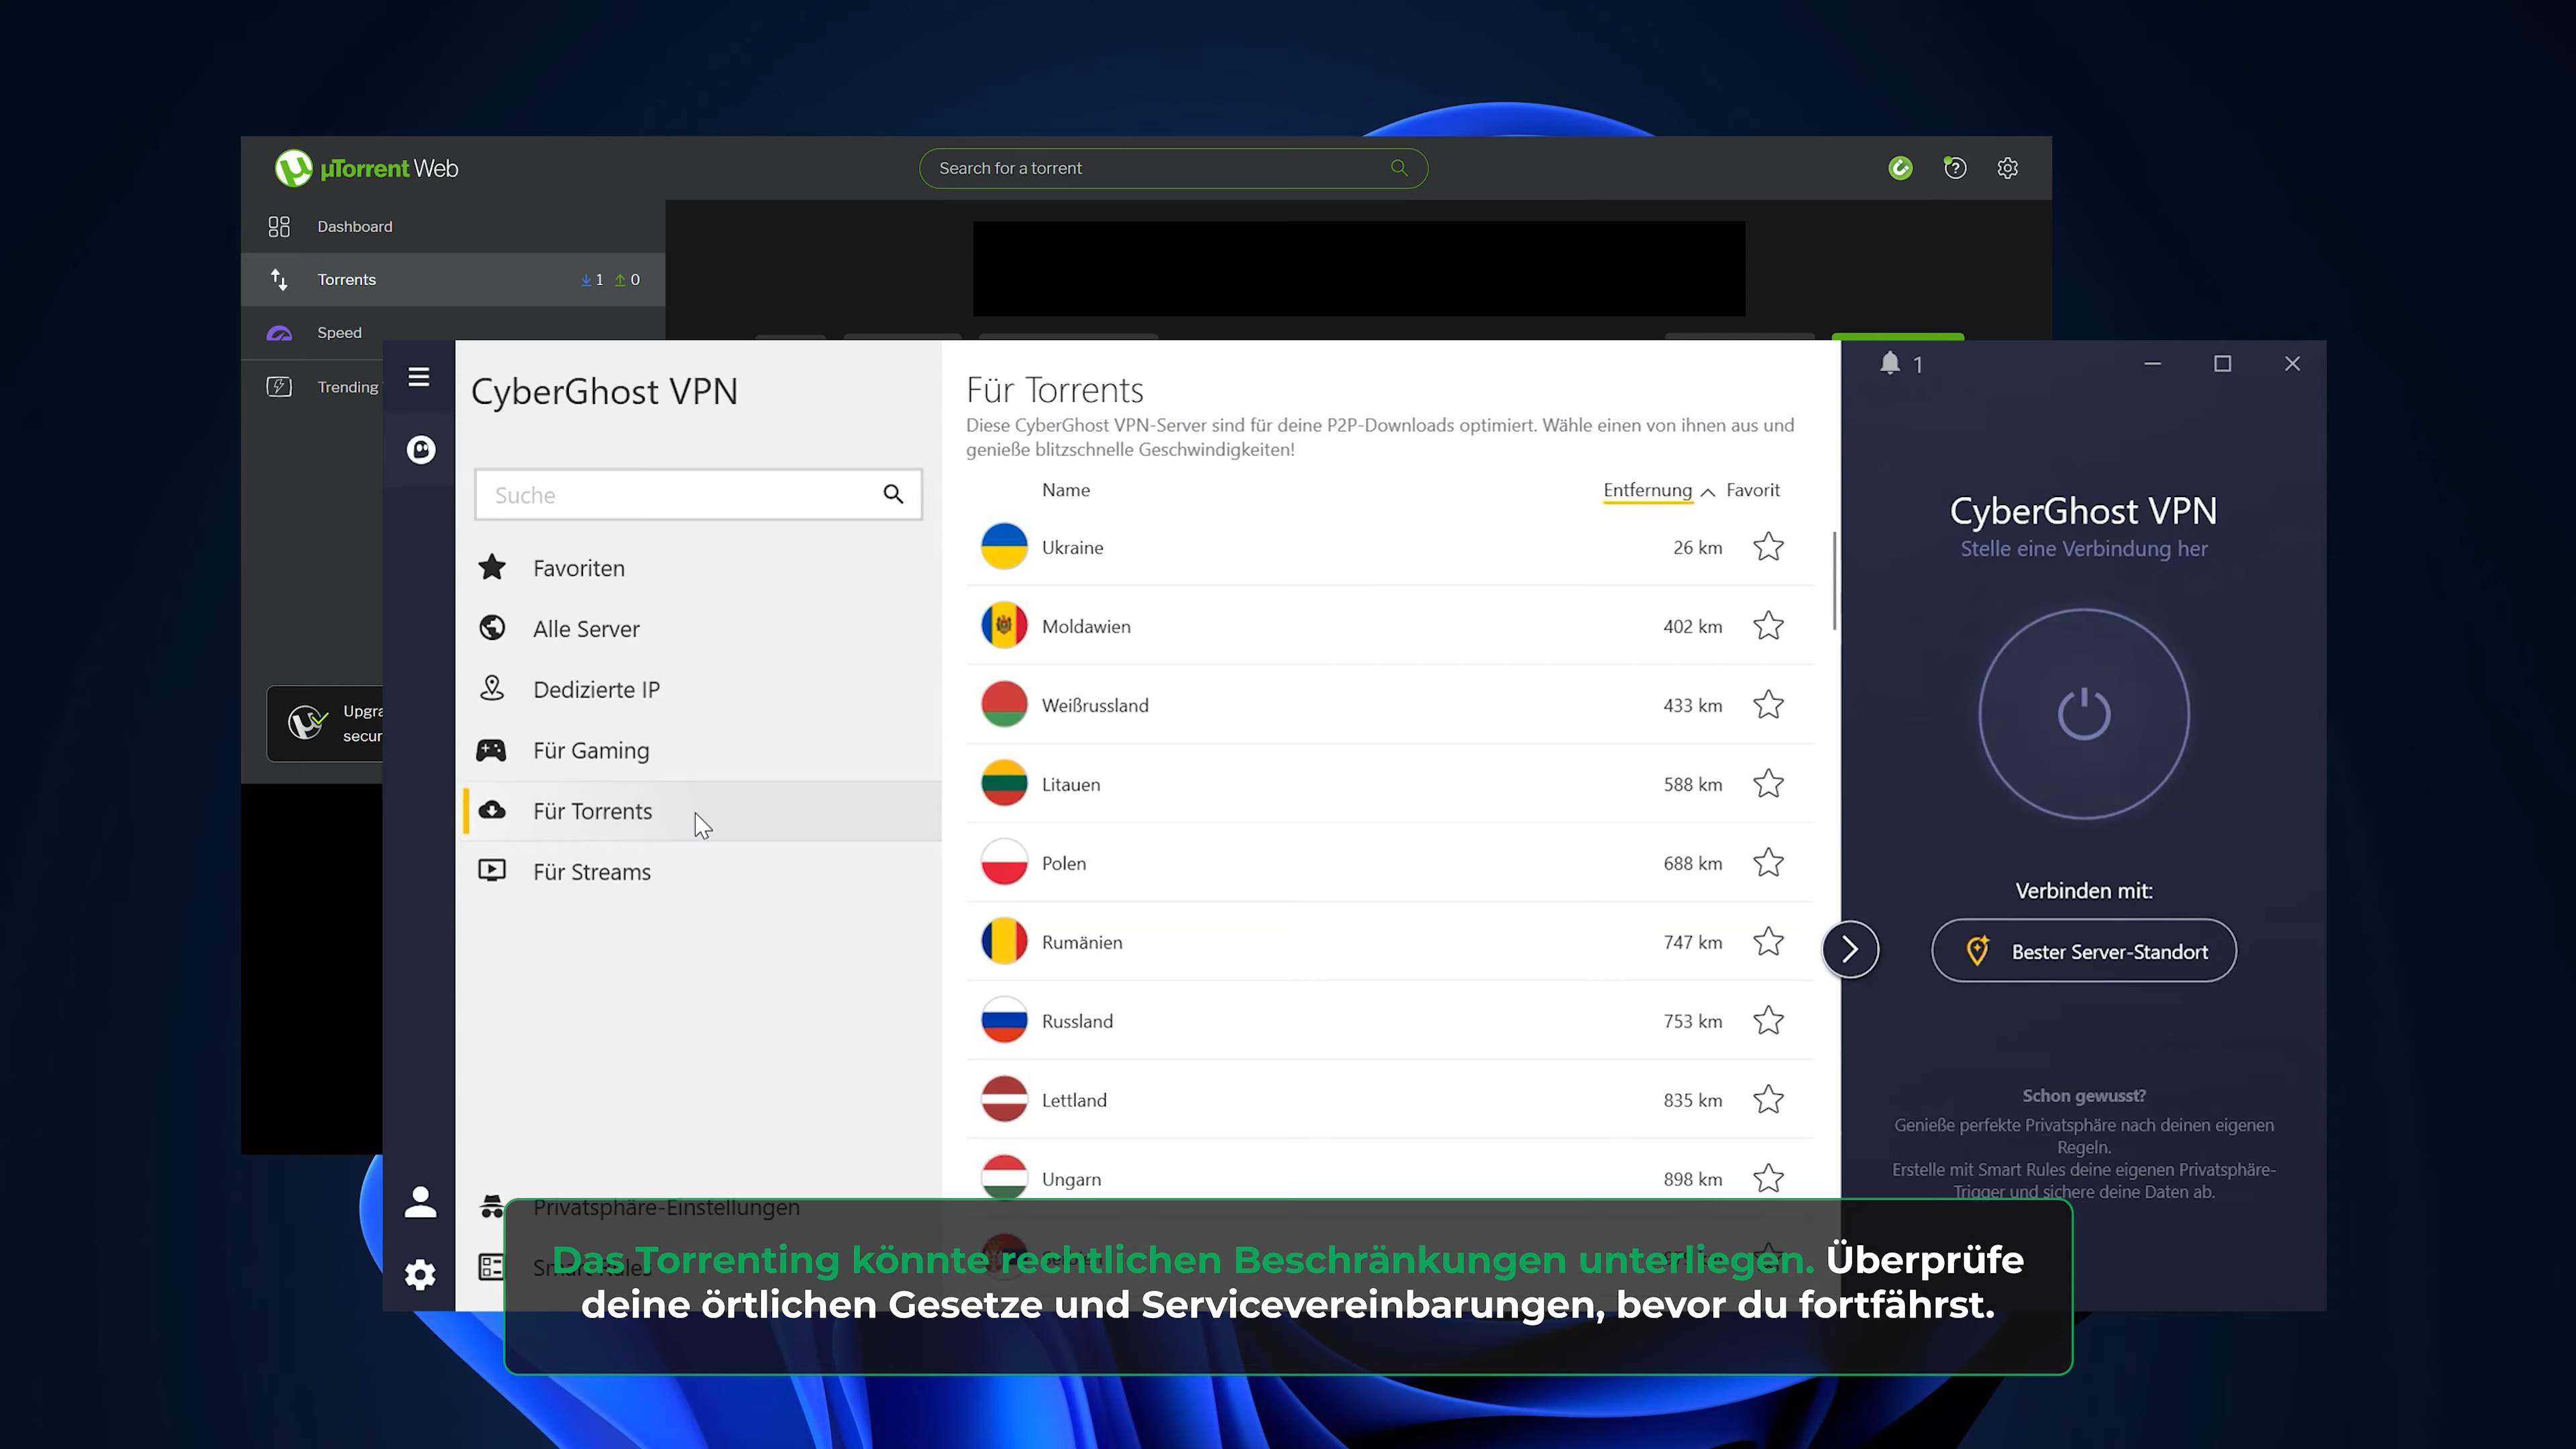 µTorrent Web
Search for a torrent
Dashboard
Torrents
1
0
Speed
Trending
Upgra
secur
CyberGhost VPN
Suche
Favoriten
Alle Server
Dedizierte IP
Für Gaming
Für Torrents
Für Streams
Privatsphäre-Einstellungen
Smart Rules
Für Torrents
Diese CyberGhost VPN-Server sind für deine P2P-Downloads optimiert. Wähle einen von ihnen aus und
genieße blitzschnelle Geschwindigkeiten!
Name
Entfernung
Favorit
Ukraine
26 km
Moldawien
402 km
Weißrussland
433 km
Litauen
588 km
Polen
688 km
Rumänien
747 km
Russland
753 km
Lettland
835 km
Ungarn
898 km
1
CyberGhost VPN
Stelle eine Verbindung her
Verbinden mit:
Bester Server-Standort
Schon gewusst?
Genieße perfekte Privatsphäre nach deinen eigenen
Regeln.
Erstelle mit Smart Rules deine eigenen Privatsphäre-
Trigger und sichere deine Daten ab.
Das Torrenting könnte rechtlichen Beschränkungen unterliegen. Überprüfe
deine örtlichen Gesetze und Servicevereinbarungen, bevor du fortfährst.